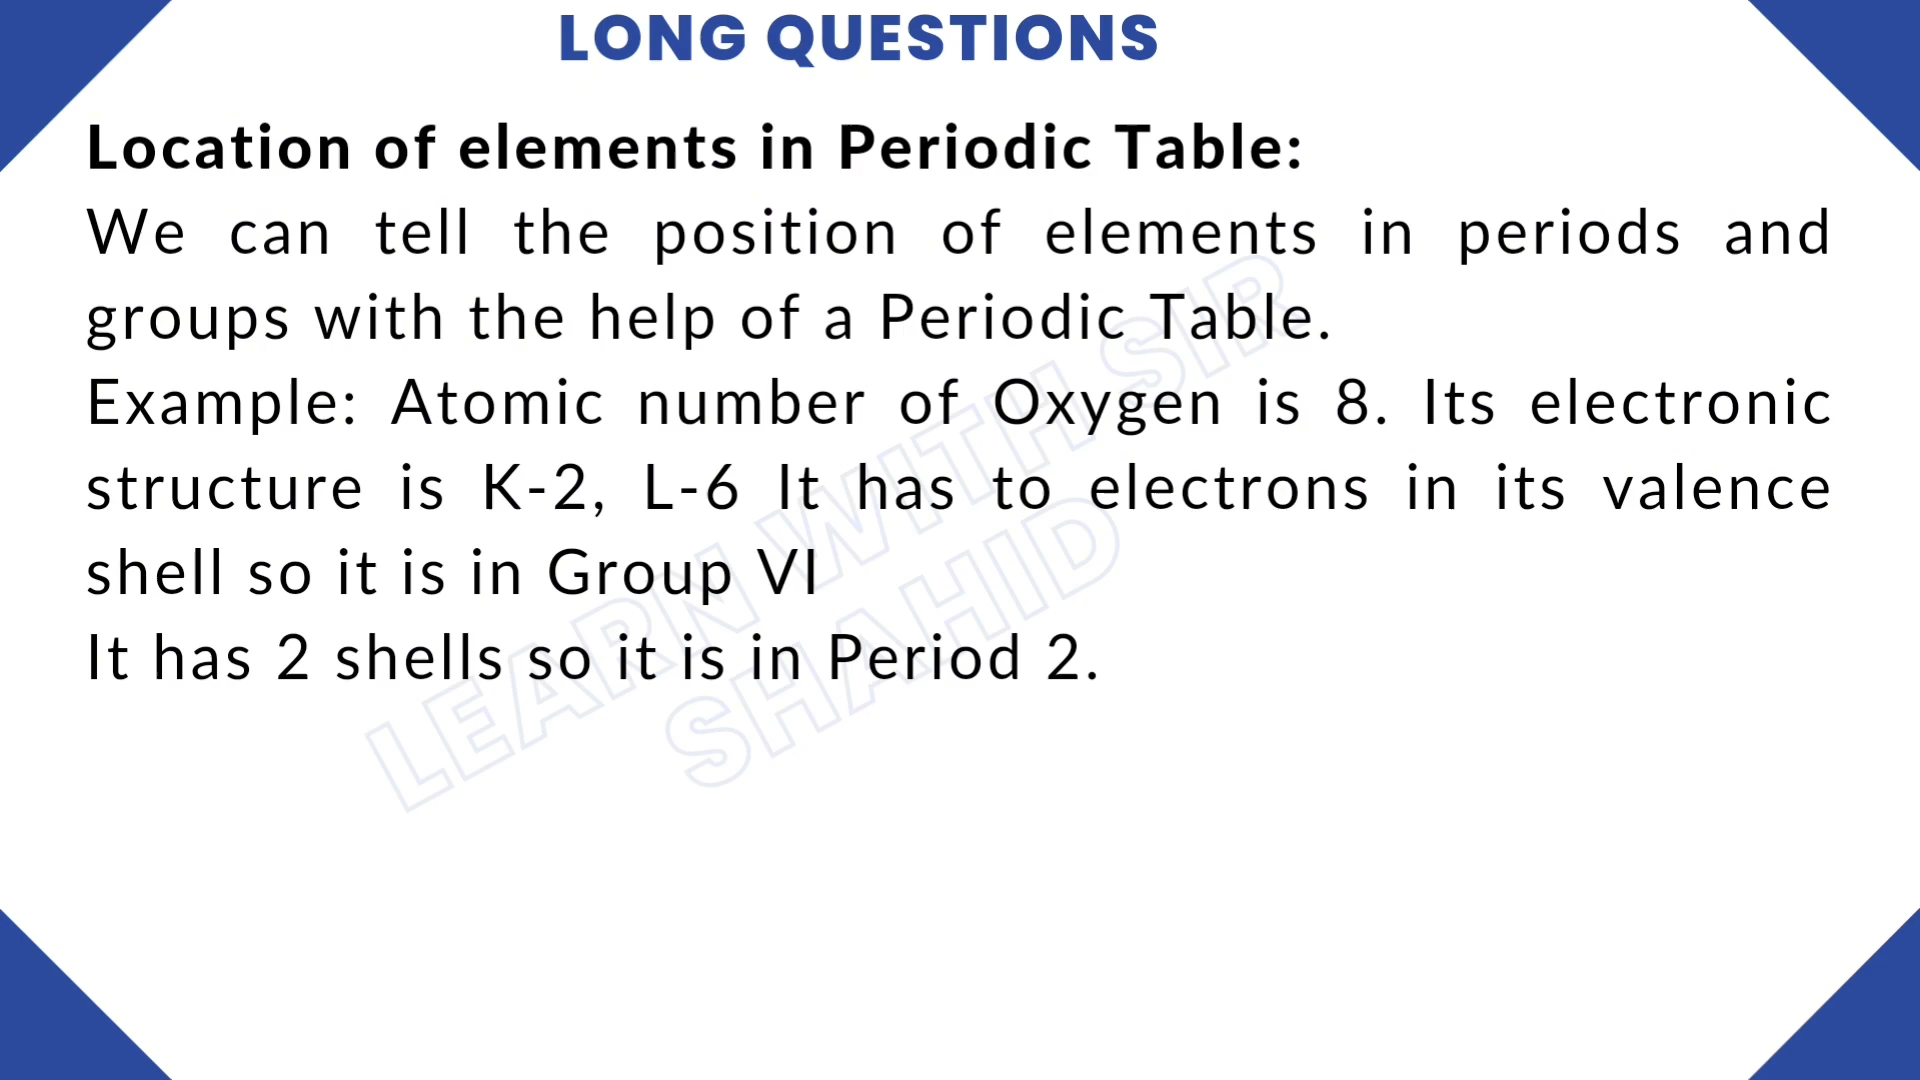 LONG QUESTIONS
Location of elements in Periodic Table:
We can tell the position of elements in periods and
groups with the help of a Periodic Table.
Example: Atomic number of Oxygen is 8. Its electronic
structure is K-2, L-6 It has to electrons in its valence
shell so it is in Group VI
It has 2 shells so it is in Period 2.
LEARN WITH SIR
SHAHID